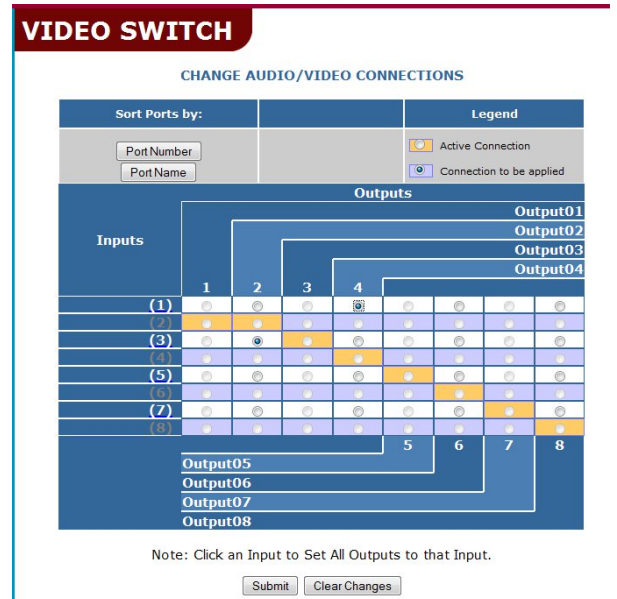 VIDEO SWITCH
CHANGE AUDIO/VIDEO CONNECTIONS
Sort Ports by:
Legend
Port Number
Port Name
Active Connection
Connection to be applied
Inputs
Outputs
Output01
Output02
Output03
Output04
1 2 3 4
(1)
(2)
(3)
(4)
(5)
(6)
(7)
(8)
5 6 7 8
Output05
Output06
Output07
Output08
Note: Click an Input to Set All Outputs to that Input.
Submit Clear Changes